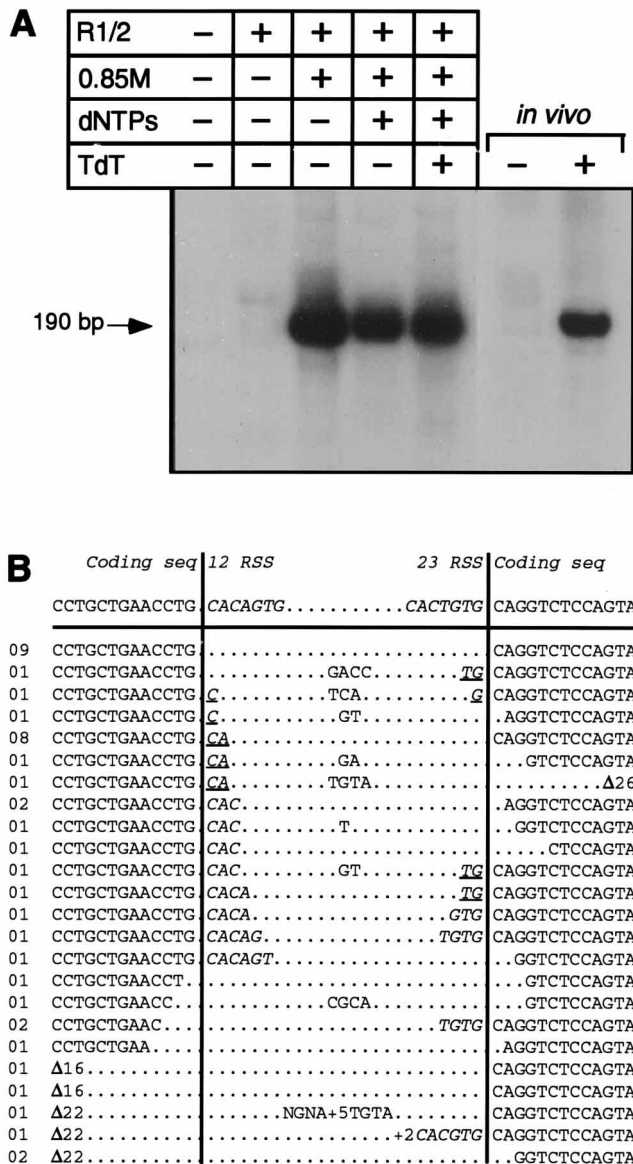 A
R1/2 – + + + +
0.85M – – + + +
dNTPs – – – + +
in vivo
TdT – – – – + – +
190 bp
B
Coding seq 12 RSS 23 RSS Coding seq
CCTGCTGAACCTG CACAGTG...........CACTGTG CAGGTCTCCAGTA
09 CCTGCTGAACCTG...........................CAGGTCTCCAGTA
01 CCTGCTGAACCTG............GACC........TG CAGGTCTCCAGTA
01 CCTGCTGAACCTG C..........TCA..........G CAGGTCTCCAGTA
01 CCTGCTGAACCTG C...........GT.............AGGTCTCCAGTA
08 CCTGCTGAACCTG CA.........................CAGGTCTCCAGTA
01 CCTGCTGAACCTG CA..........GA...............GTCTCCAGTA
01 CCTGCTGAACCTG CA.........TGTA.....................Δ26
02 CCTGCTGAACCTG CAC.........................AGGTCTCCAGTA
01 CCTGCTGAACCTG CAC.........T...............GGTCTCCAGTA
01 CCTGCTGAACCTG CAC............................CTCCAGTA
01 CCTGCTGAACCTG CAC.........GT.........TG CAGGTCTCCAGTA
01 CCTGCTGAACCTG CACA...................TG CAGGTCTCCAGTA
01 CCTGCTGAACCTG CACA..................GTG CAGGTCTCCAGTA
01 CCTGCTGAACCTG CACAG................TGTG CAGGTCTCCAGTA
01 CCTGCTGAACCTG CACAGT.......................GGTCTCCAGTA
01 CCTGCTGAACCT...............................GTCTCCAGTA
01 CCTGCTGAACC.............CGCA...............GTCTCCAGTA
02 CCTGCTGAAC.........................TGTG CAGGTCTCCAGTA
01 CCTGCTGAA................................AGGTCTCCAGTA
01 Δ16.....................................CAGGTCTCCAGTA
01 Δ16.....................................CAGGTCTCCAGTA
01 Δ22..................NGNA+5TGTA.........CAGGTCTCCAGTA
01 Δ22............................+2CACGTG CAGGTCTCCAGTA
02 Δ22.......................................GGTCTCCAGTA